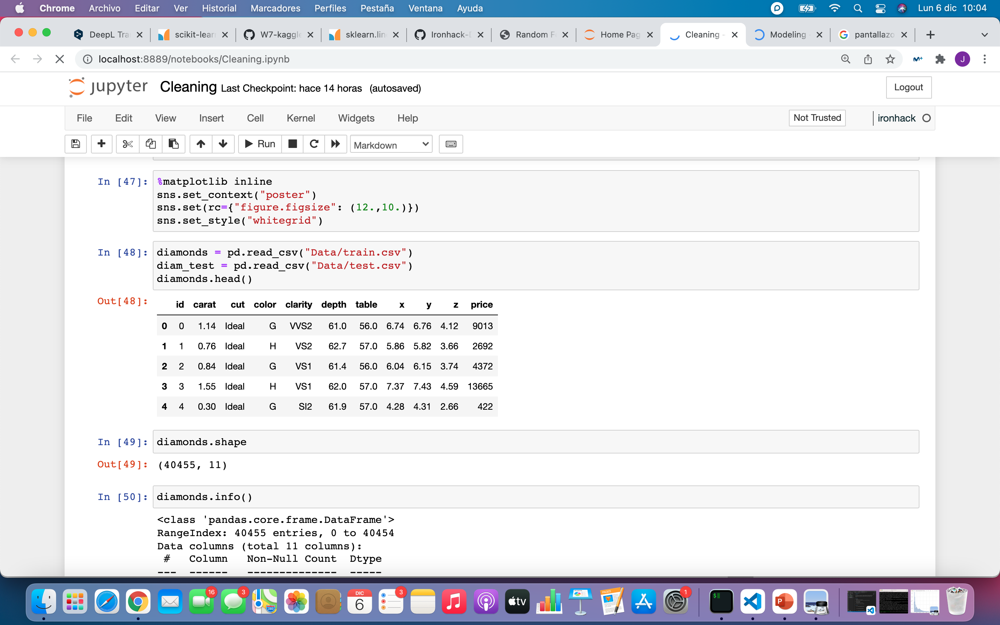 Chrome Archivo Editar Ver Historial Marcadores Perfiles Pestaña Ventana Ayuda Lun 6 dic 10:04
DeepL Tra scikit-lear W7-kaggle sklearn.lin Ironhack-D Random F Home Pag Cleaning - Modeling pantallazo
localhost:8889/notebooks/Cleaning.ipynb J
jupyter Cleaning Last Checkpoint: hace 14 horas (autosaved) Logout
File Edit View Insert Cell Kernel Widgets Help Not Trusted ironhack
Run Markdown
In [47]: %matplotlib inline
sns.set_context("poster")
sns.set(rc={"figure.figsize": (12.,10.)})
sns.set_style("whitegrid")
In [48]: diamonds = pd.read_csv("Data/train.csv")
diam_test = pd.read_csv("Data/test.csv")
diamonds.head()
Out[48]:
id carat cut color clarity depth table x y z price
0 0 1.14 Ideal G VVS2 61.0 56.0 6.74 6.76 4.12 9013
1 1 0.76 Ideal H VS2 62.7 57.0 5.86 5.82 3.66 2692
2 2 0.84 Ideal G VS1 61.4 56.0 6.04 6.15 3.74 4372
3 3 1.55 Ideal H VS1 62.0 57.0 7.37 7.43 4.59 13665
4 4 0.30 Ideal G SI2 61.9 57.0 4.28 4.31 2.66 422
In [49]: diamonds.shape
Out[49]: (40455, 11)
In [50]: diamonds.info()
<class 'pandas.core.frame.DataFrame'>
RangeIndex: 40455 entries, 0 to 40454
Data columns (total 11 columns):
# Column Non-Null Count Dtype
--- ------ -------------- -----
16 3 280 DIC 6 3 tv PAGES 1 $ P